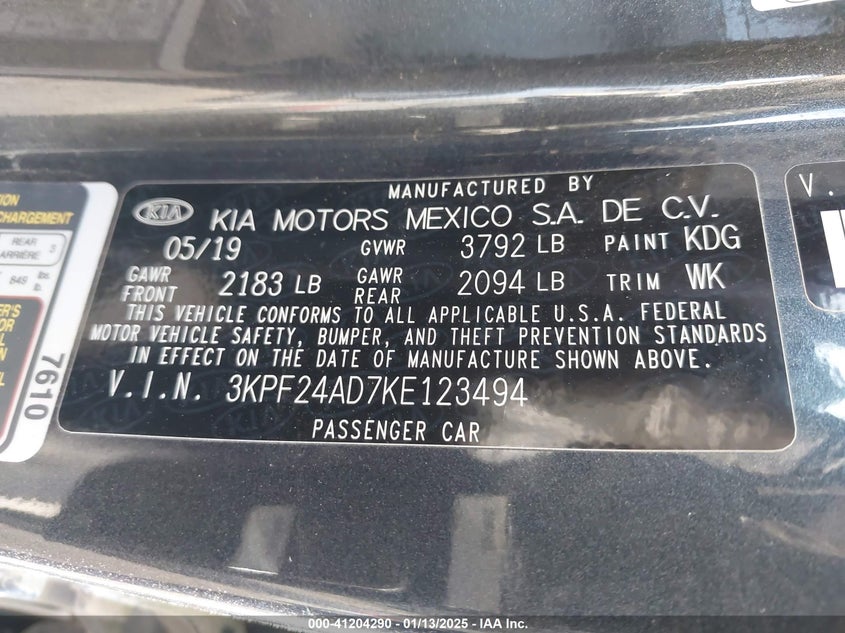 MANUFACTURED BY
KIA KIA MOTORS MEXICO S.A. DE C.V.
05/19 GVWR 3792 LB PAINT KDG
GAWR FRONT 2183 LB GAWR REAR 2094 LB TRIM WK
THIS VEHICLE CONFORMS TO ALL APPLICABLE U.S.A. FEDERAL
MOTOR VEHICLE SAFETY, BUMPER, AND THEFT PREVENTION STANDARDS
IN EFFECT ON THE DATE OF MANUFACTURE SHOWN ABOVE.
V.I.N. 3KPF24AD7KE123494
PASSENGER CAR
REAR
7610
V.
000-41204290 - 01/13/2025 - IAA Inc.